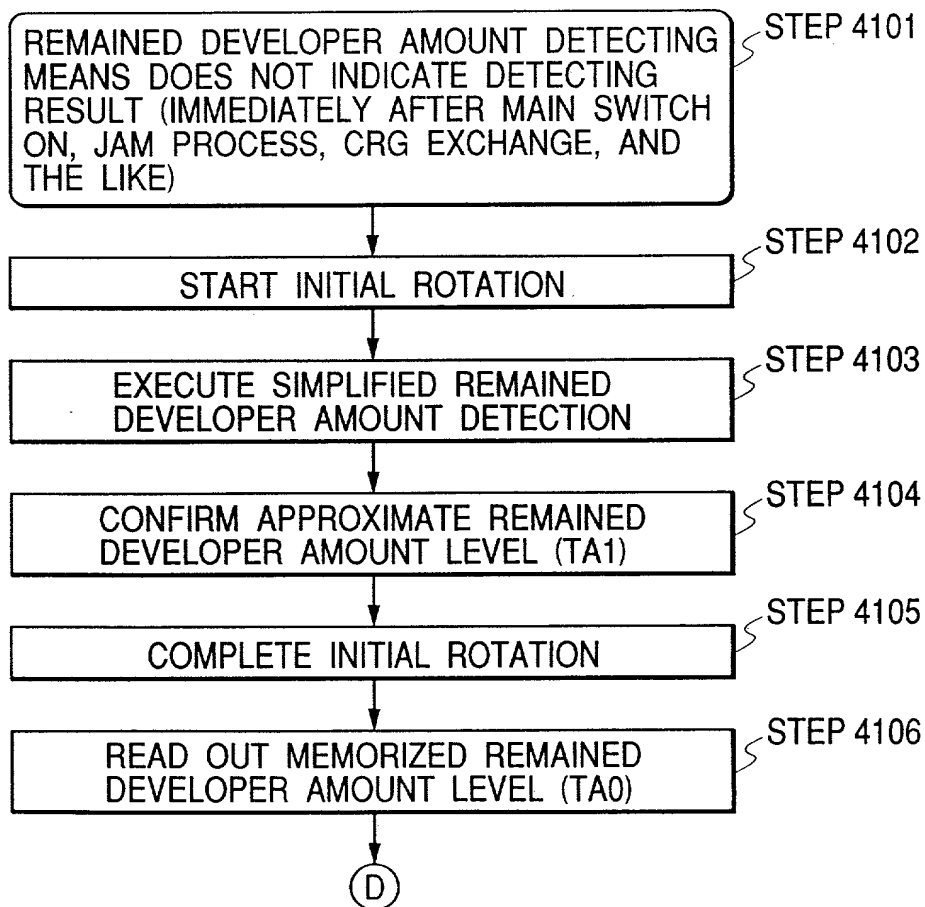 REMAINED DEVELOPER AMOUNT DETECTING
MEANS DOES NOT INDICATE DETECTING
RESULT (IMMEDIATELY AFTER MAIN SWITCH
ON, JAM PROCESS, CRG EXCHANGE, AND
THE LIKE)
STEP 4101
START INITIAL ROTATION
STEP 4102
EXECUTE SIMPLIFIED REMAINED
DEVELOPER AMOUNT DETECTION
STEP 4103
CONFIRM APPROXIMATE REMAINED
DEVELOPER AMOUNT LEVEL (TA1)
STEP 4104
COMPLETE INITIAL ROTATION
STEP 4105
READ OUT MEMORIZED REMAINED
DEVELOPER AMOUNT LEVEL (TA0)
STEP 4106
D